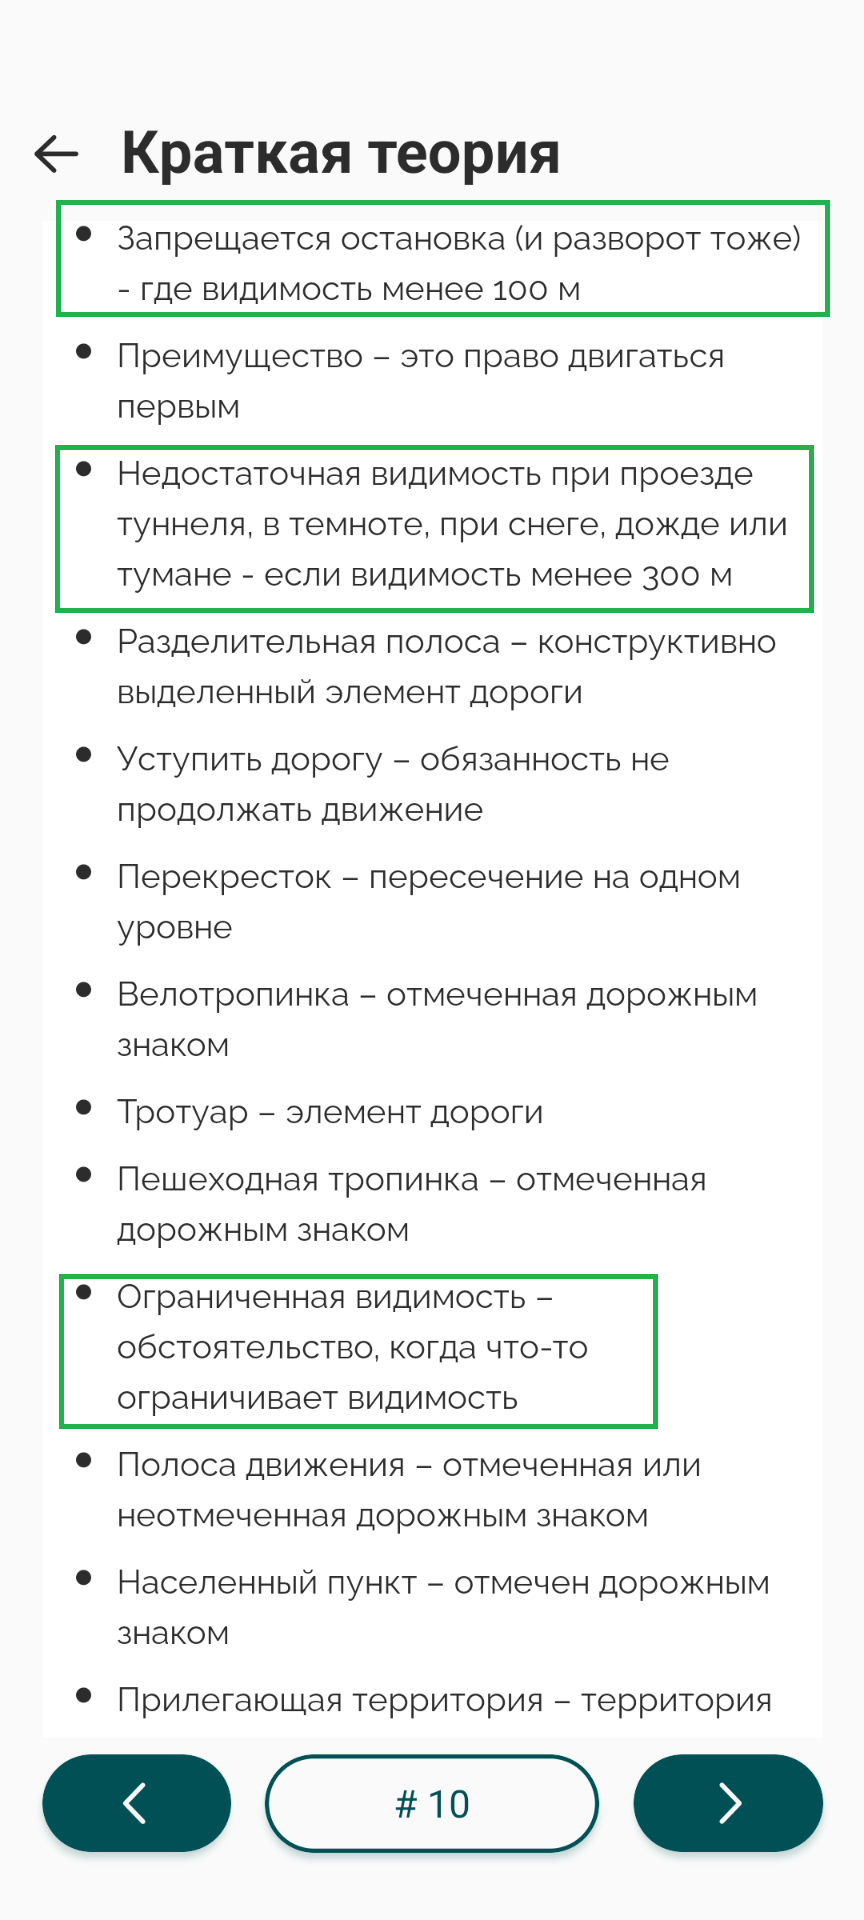 Краткая теория
Запрещается остановка (и разворот тоже)
- где видимость менее 100 м
Преимущество – это право двигаться
первым
Недостаточная видимость при проезде
туннеля, в темноте, при снеге, дожде или
тумане - если видимость менее 300 м
Разделительная полоса – конструктивно
выделенный элемент дороги
Уступить дорогу – обязанность не
продолжать движение
Перекресток – пересечение на одном
уровне
Велотропинка – отмеченная дорожным
знаком
Тротуар – элемент дороги
Пешеходная тропинка – отмеченная
дорожным знаком
Ограниченная видимость –
обстоятельство, когда что-то
ограничивает видимость
Полоса движения – отмеченная или
неотмеченная дорожным знаком
Населенный пункт – отмечен дорожным
знаком
Прилегающая территория – территория
# 10